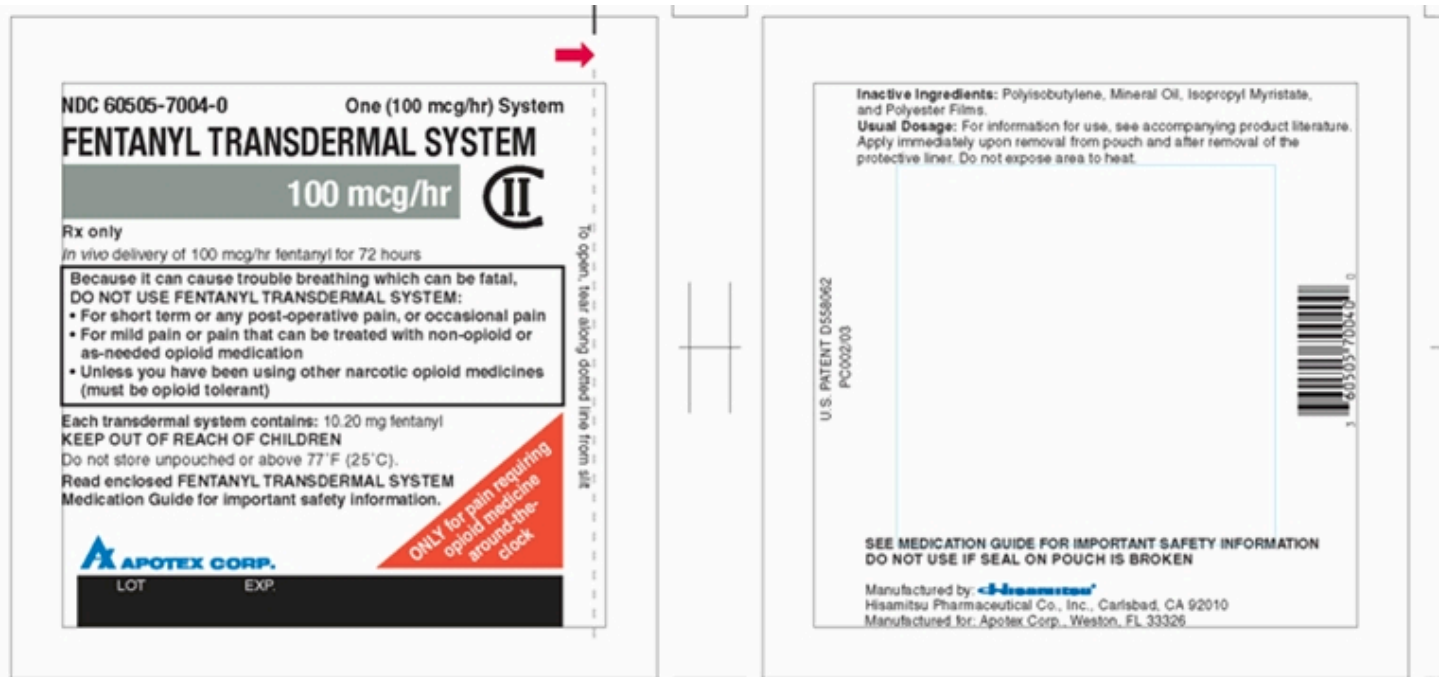 NDC 60505-7004-0 One (100 mcg/hr) System
FENTANYL TRANSDERMAL SYSTEM
100 mcg/hr CII
Rx only
In vivo delivery of 100 mcg/hr fentanyl for 72 hours
Because it can cause trouble breathing which can be fatal,
DO NOT USE FENTANYL TRANSDERMAL SYSTEM:
• For short term or any post-operative pain, or occasional pain
• For mild pain or pain that can be treated with non-opioid or
as-needed opioid medication
• Unless you have been using other narcotic opioid medicines
(must be opioid tolerant)
Each transdermal system contains: 10.20 mg fentanyl
KEEP OUT OF REACH OF CHILDREN
Do not store unpouched or above 77°F (25°C).
Read enclosed FENTANYL TRANSDERMAL SYSTEM
Medication Guide for important safety information.
ONLY for pain requiring
opioid medicine
around-the-
clock
APOTEX CORP.
LOT EXP.
To open, tear along dotted line from slit
Inactive Ingredients: Polyisobutylene, Mineral Oil, Isopropyl Myristate,
and Polyester Films.
Usual Dosage: For information for use, see accompanying product literature.
Apply immediately upon removal from pouch and after removal of the
protective liner. Do not expose area to heat.
U.S. PATENT D558062
PC002/03
3 60505 70040 0
SEE MEDICATION GUIDE FOR IMPORTANT SAFETY INFORMATION
DO NOT USE IF SEAL ON POUCH IS BROKEN
Manufactured by: Hisamitsu
Hisamitsu Pharmaceutical Co., Inc., Carlsbad, CA 92010
Manufactured for: Apotex Corp., Weston, FL 33326